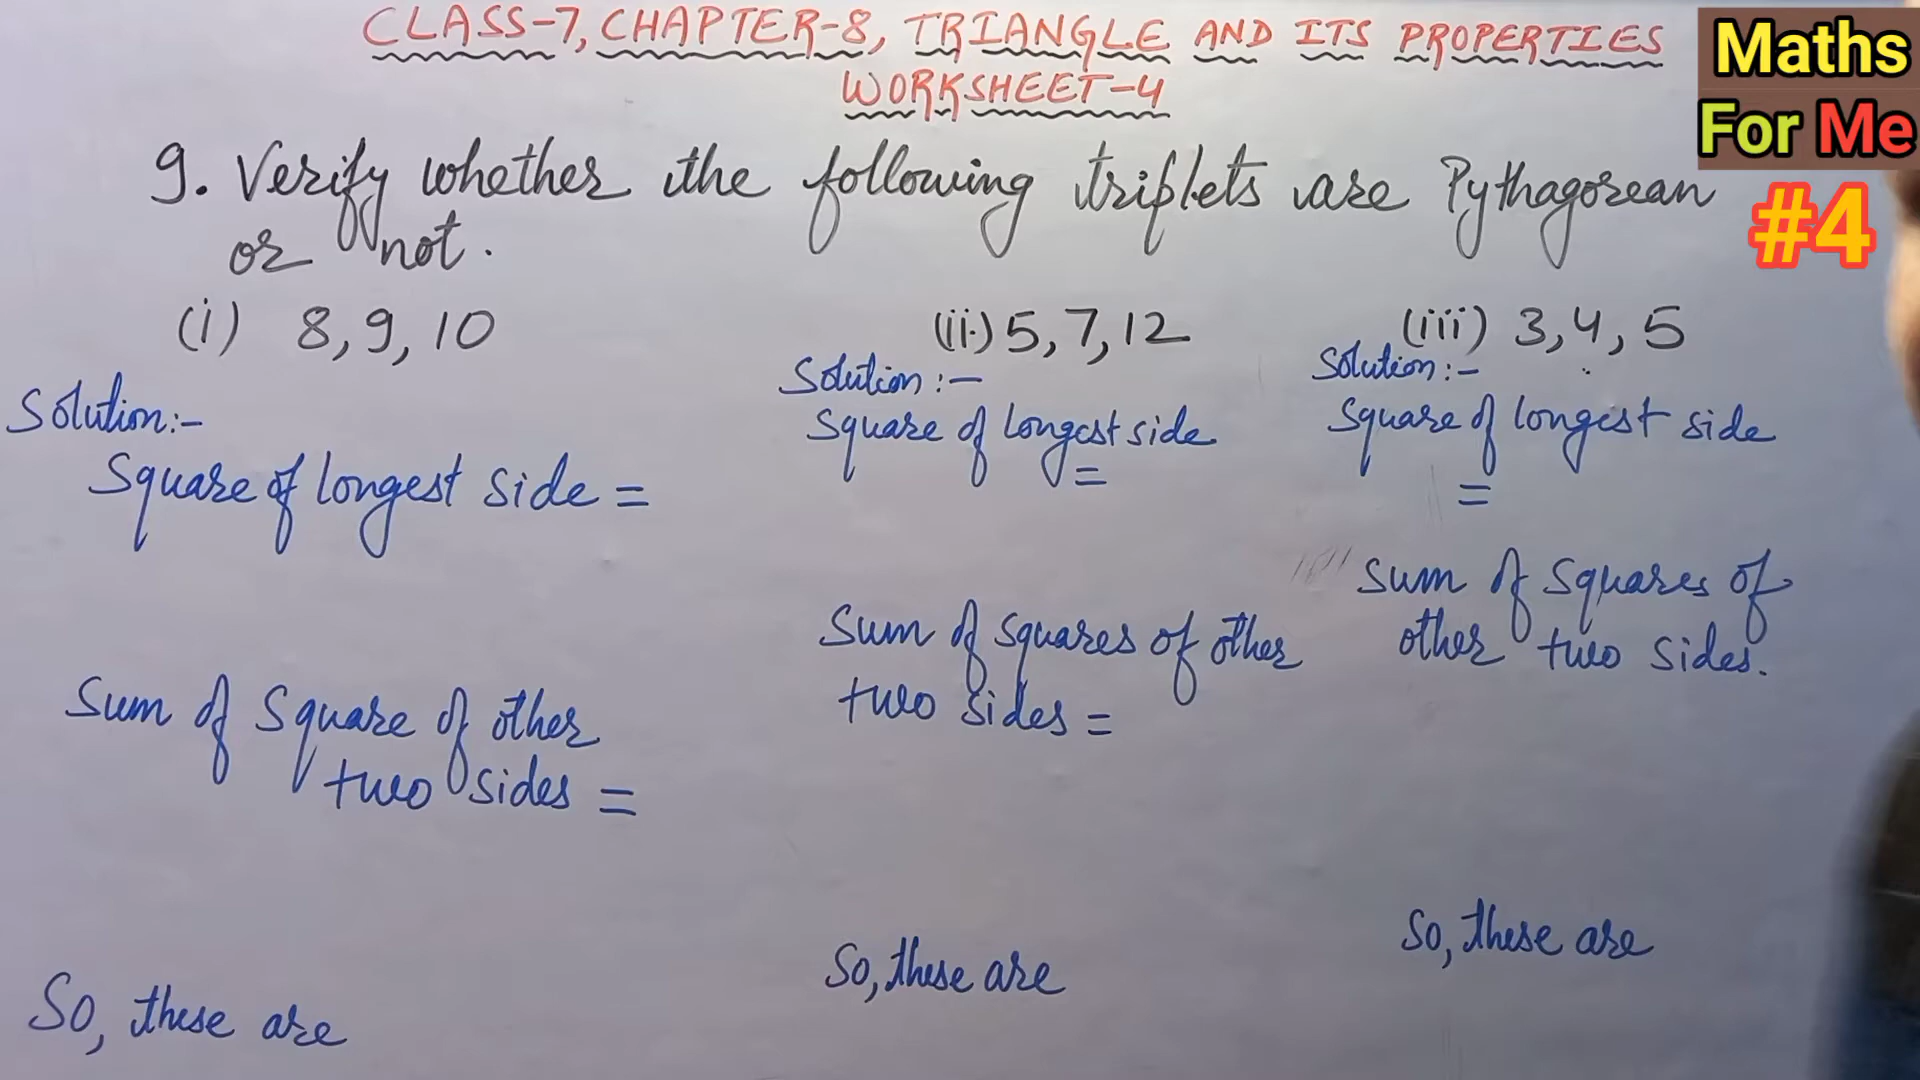 CLASS-7, CHAPTER-8, TRIANGLE AND ITS PROPERTIES
WORKSHEET-4
Maths
For Me
#4
9. Verify whether the following triplets are Pythagorean
or not.
(i) 8, 9, 10
(ii) 5, 7, 12
(iii) 3, 4, 5
Solution:-
Square of longest side =
Sum of Square of other
two sides =
So, these are
Solution:-
Square of longest side
=
Sum of squares of other
two sides =
So, these are
Solution:-
Square of longest side
=
Sum of squares of
other two sides.
So, these are